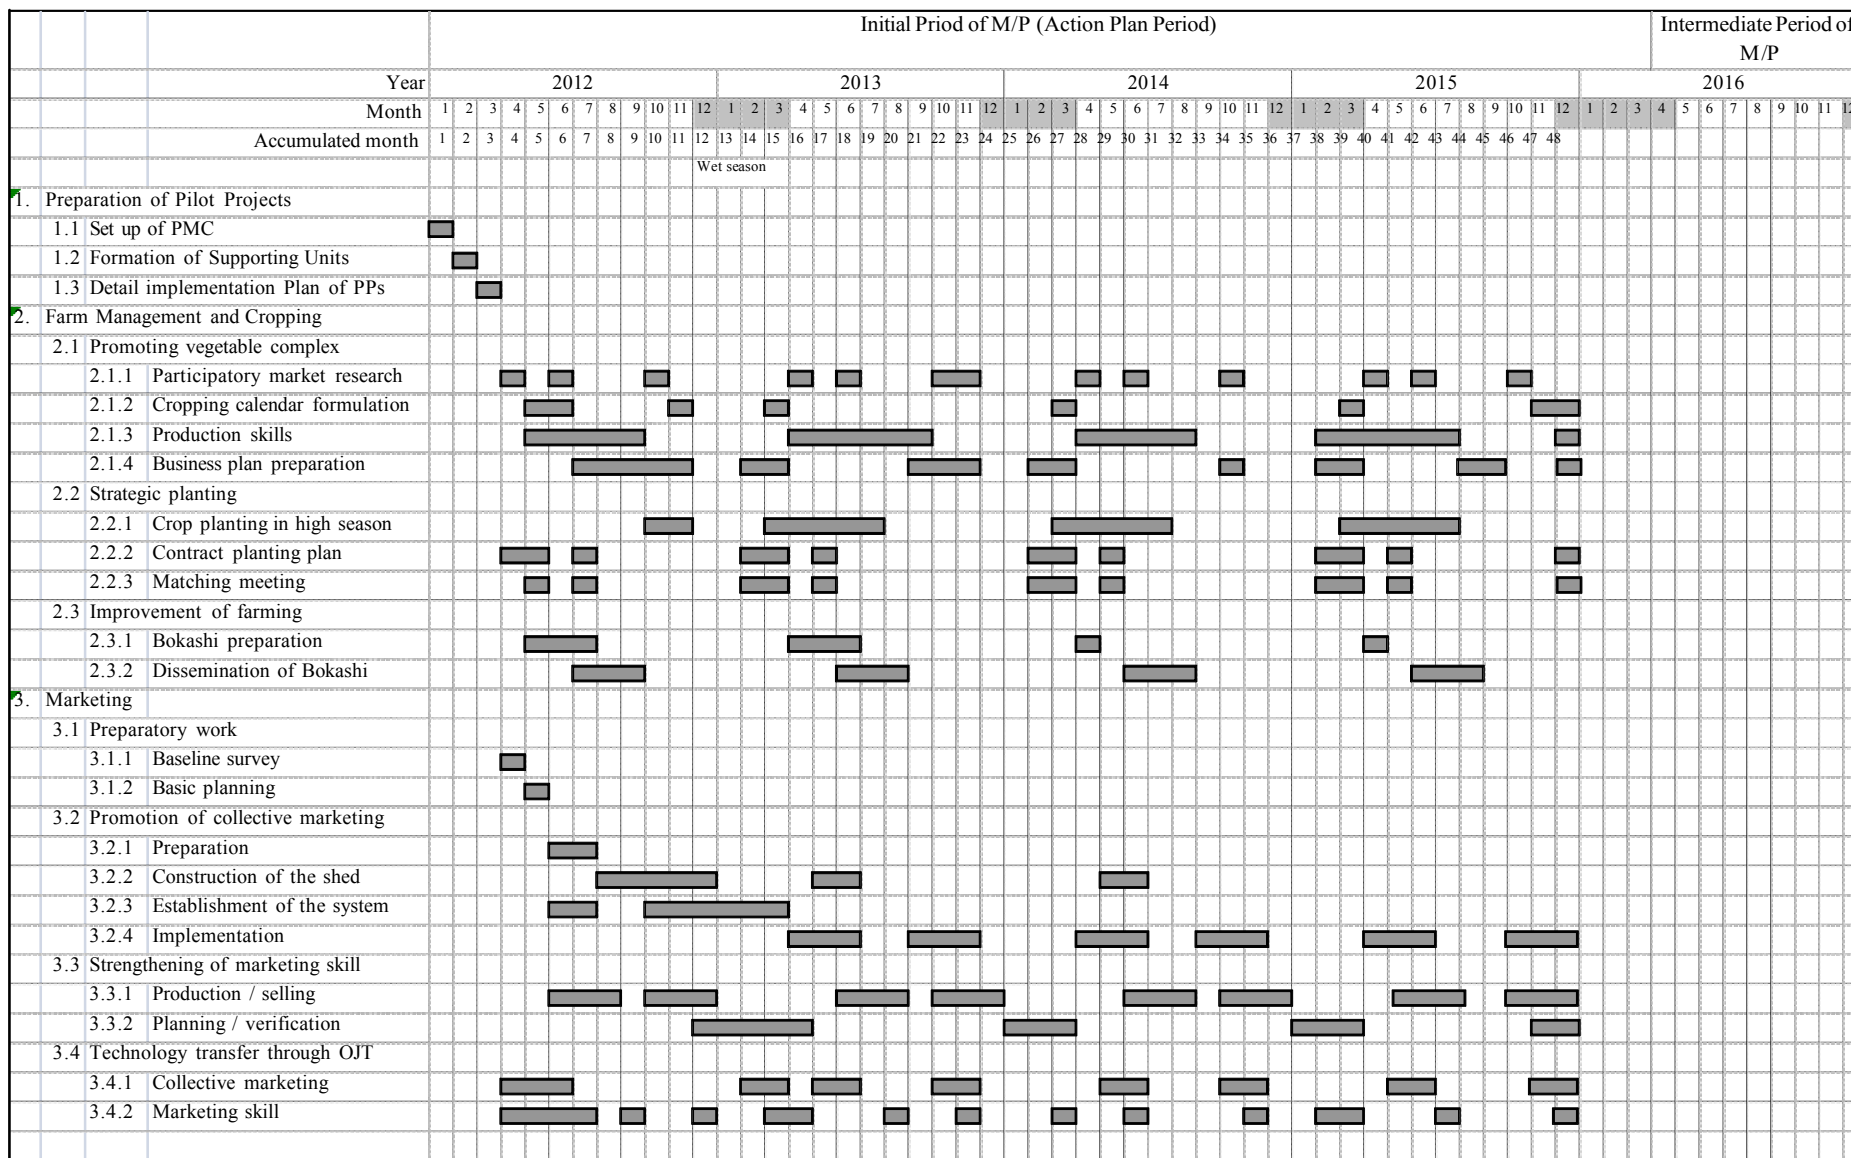 Initial Priod of M/P (Action Plan Period) Intermediate Period of
M/P
Year 2012 2013 2014 2015 2016
Month 1 2 3 4 5 6 7 8 9 10 11 12 1 2 3 4 5 6 7 8 9 10 11 12 1 2 3 4 5 6 7 8 9 10 11 12 1 2 3 4 5 6 7 8 9 10 11 12 1 2 3 4 5 6 7 8 9 10 11 12
Accumulated month 1 2 3 4 5 6 7 8 9 10 11 12 13 14 15 16 17 18 19 20 21 22 23 24 25 26 27 28 29 30 31 32 33 34 35 36 37 38 39 40 41 42 43 44 45 46 47 48
Wet season
1. Preparation of Pilot Projects
1.1 Set up of PMC
1.2 Formation of Supporting Units
1.3 Detail implementation Plan of PPs
2. Farm Management and Cropping
2.1 Promoting vegetable complex
2.1.1 Participatory market research
2.1.2 Cropping calendar formulation
2.1.3 Production skills
2.1.4 Business plan preparation
2.2 Strategic planting
2.2.1 Crop planting in high season
2.2.2 Contract planting plan
2.2.3 Matching meeting
2.3 Improvement of farming
2.3.1 Bokashi preparation
2.3.2 Dissemination of Bokashi
3. Marketing
3.1 Preparatory work
3.1.1 Baseline survey
3.1.2 Basic planning
3.2 Promotion of collective marketing
3.2.1 Preparation
3.2.2 Construction of the shed
3.2.3 Establishment of the system
3.2.4 Implementation
3.3 Strengthening of marketing skill
3.3.1 Production / selling
3.3.2 Planning / verification
3.4 Technology transfer through OJT
3.4.1 Collective marketing
3.4.2 Marketing skill